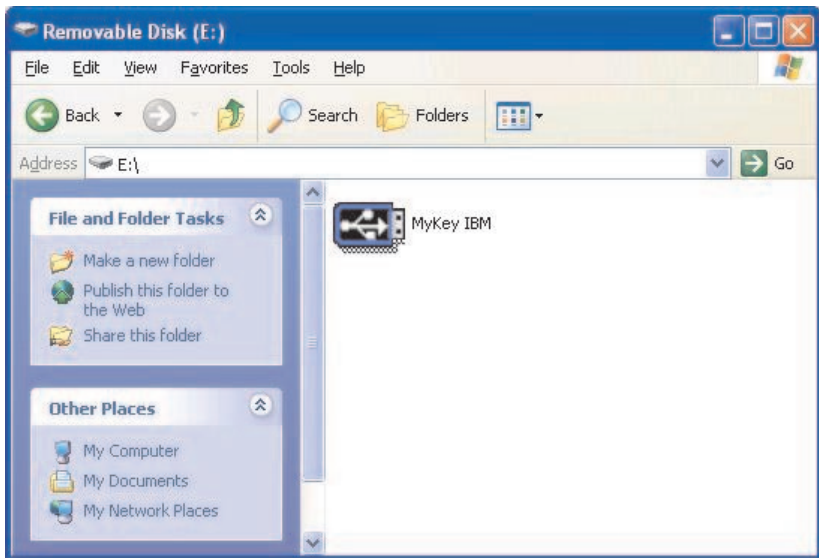 Removable Disk (E:)
File Edit View Favorites Tools Help
Back Search Folders
Address E:\ Go
File and Folder Tasks
Make a new folder
Publish this folder to
the Web
Share this folder
Other Places
My Computer
My Documents
My Network Places
MyKey IBM